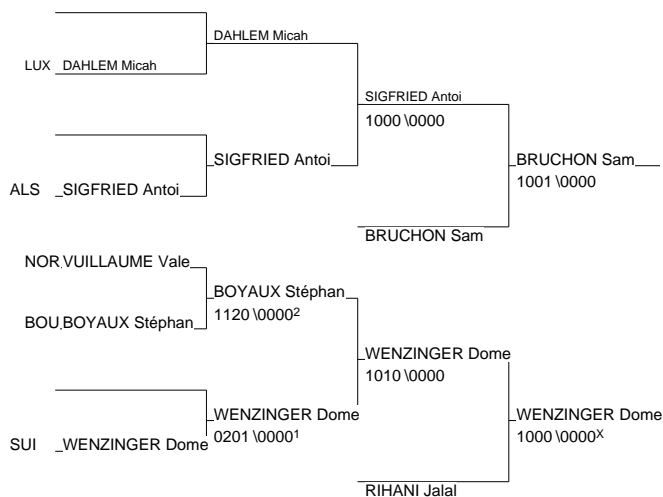 DAHLEM Micah
LUX DAHLEM Micah
SIGFRIED Antoi
1000 \0000
SIGFRIED Antoi
BRUCHON Sam
1001 \0000
ALS SIGFRIED Antoi
BRUCHON Sam
NOR VUILLAUME Vale
BOYAUX Stéphan
1120 \0000²
BOU BOYAUX Stéphan
WENZINGER Dome
1010 \0000
WENZINGER Dome
0201 \0000¹
WENZINGER Dome
1000 \0000ˣ
SUI WENZINGER Dome
RIHANI Jalal